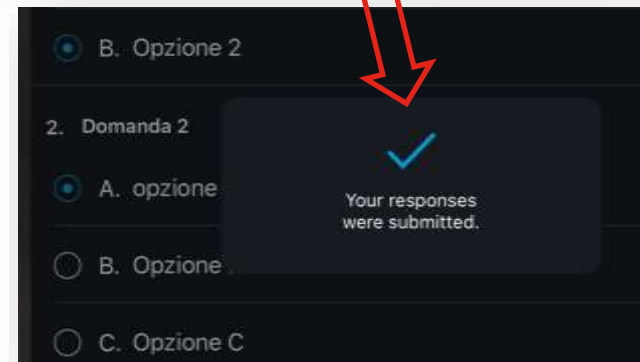 B. Opzione 2
2. Domanda 2
A. opzione
Your responses
were submitted.
B. Opzione
C. Opzione C